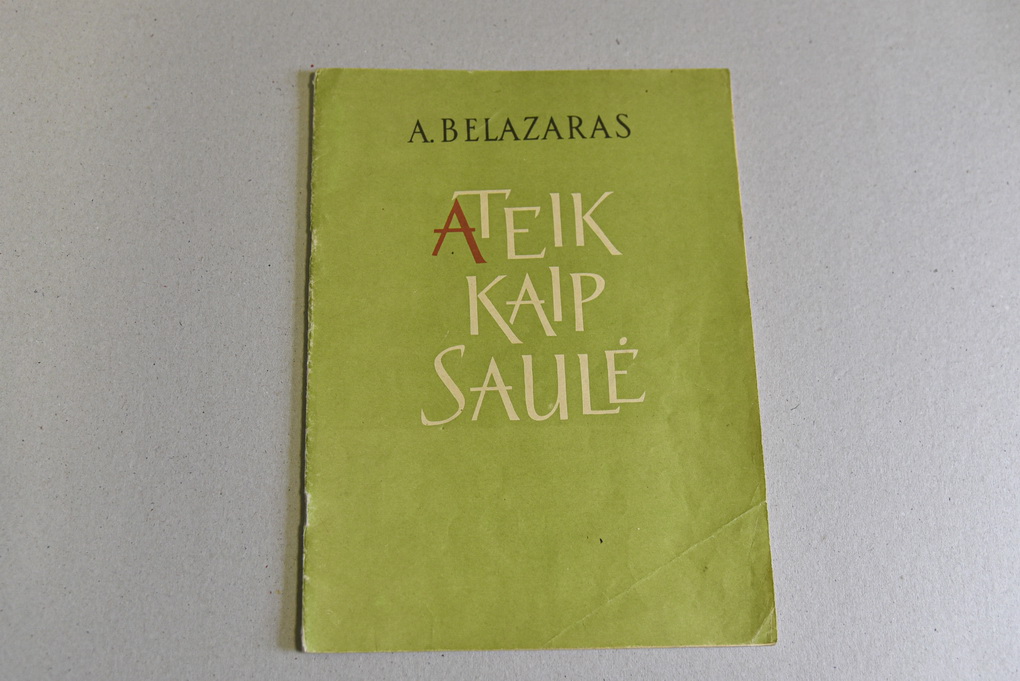 A. BELAZARAS
ATEIK
KAIP
SAULĖ